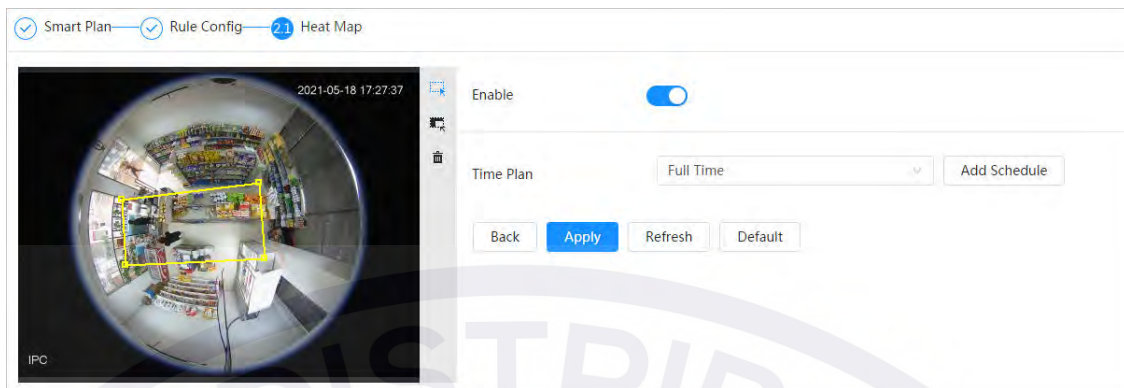 Smart Plan Rule Config 2.1 Heat Map
2021-05-18 17:27:37
Enable
Time Plan Full Time Add Schedule
Back Apply Refresh Default
IPC